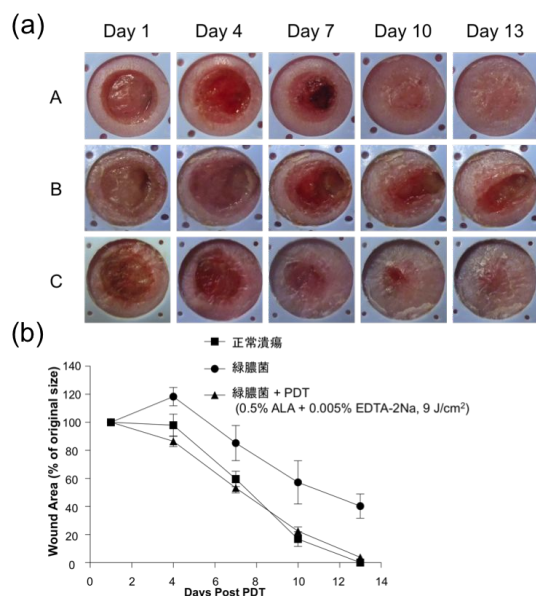 (a)
Day 1 Day 4 Day 7 Day 10 Day 13
A
B
C
(b)
正常潰瘍
緑膿菌
緑膿菌 + PDT
(0.5% ALA + 0.005% EDTA-2Na, 9 J/cm²)
Wound Area (% of original size)
140
120
100
80
60
40
20
0
0 2 4 6 8 10 12 14
Days Post PDT